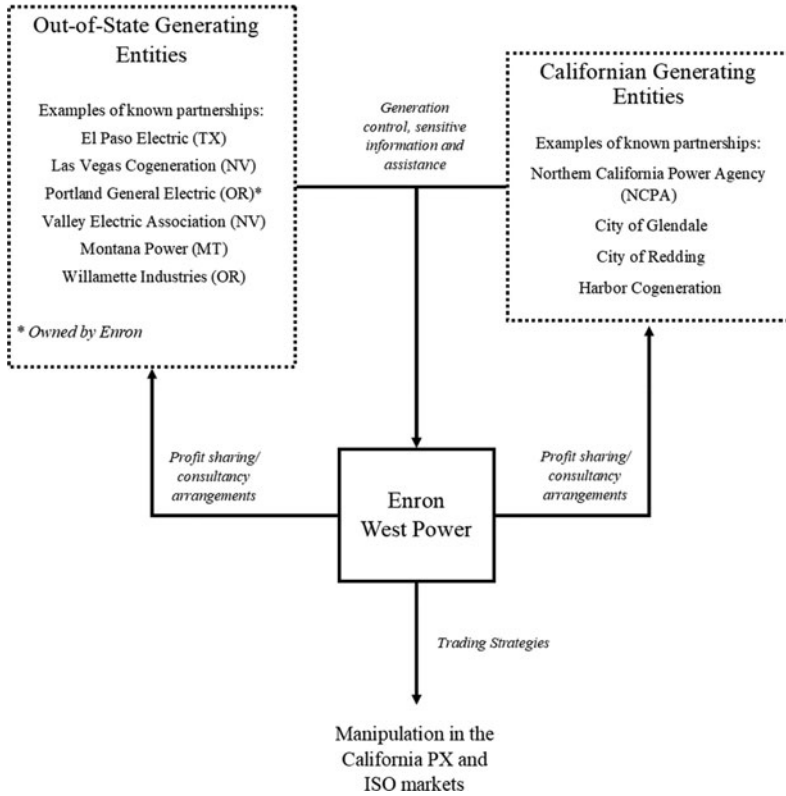 Out-of-State Generating
Entities
Examples of known partnerships:
El Paso Electric (TX)
Las Vegas Cogeneration (NV)
Portland General Electric (OR)*
Valley Electric Association (NV)
Montana Power (MT)
Willamette Industries (OR)
* Owned by Enron
Generation
control, sensitive
information and
assistance
Californian Generating
Entities
Examples of known partnerships:
Northern California Power Agency
(NCPA)
City of Glendale
City of Redding
Harbor Cogeneration
Profit sharing/
consultancy
arrangements
Enron
West Power
Profit sharing/
consultancy
arrangements
Trading Strategies
Manipulation in the
California PX and
ISO markets